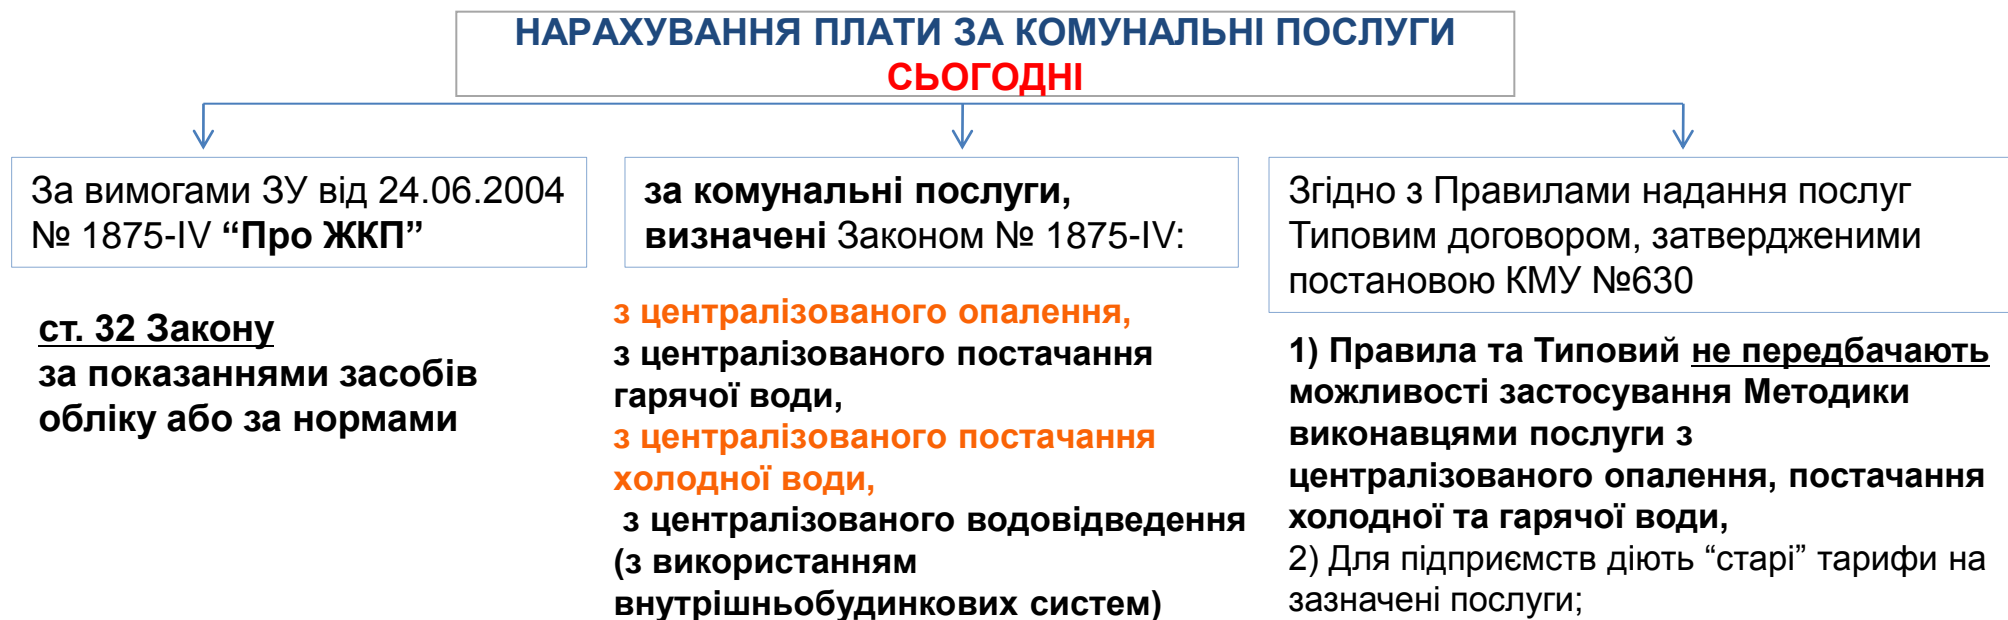 НАРАХУВАННЯ ПЛАТИ ЗА КОМУНАЛЬНІ ПОСЛУГИ
СЬОГОДНІ
За вимогами ЗУ від 24.06.2004
№ 1875-IV “Про ЖКП”
ст. 32 Закону
за показаннями засобів
обліку або за нормами
за комунальні послуги,
визначені Законом № 1875-IV:
з централізованого опалення,
з централізованого постачання
гарячої води,
з централізованого постачання
холодної води,
з централізованого водовідведення
(з використанням
внутрішньобудинкових систем)
Згідно з Правилами надання послуг
Типовим договором, затвердженими
постановою КМУ №630
1) Правила та Типовий не передбачають
можливості застосування Методики
виконавцями послуги з
централізованого опалення, постачання
холодної та гарячої води,
2) Для підприємств діють “старі” тарифи на
зазначені послуги;